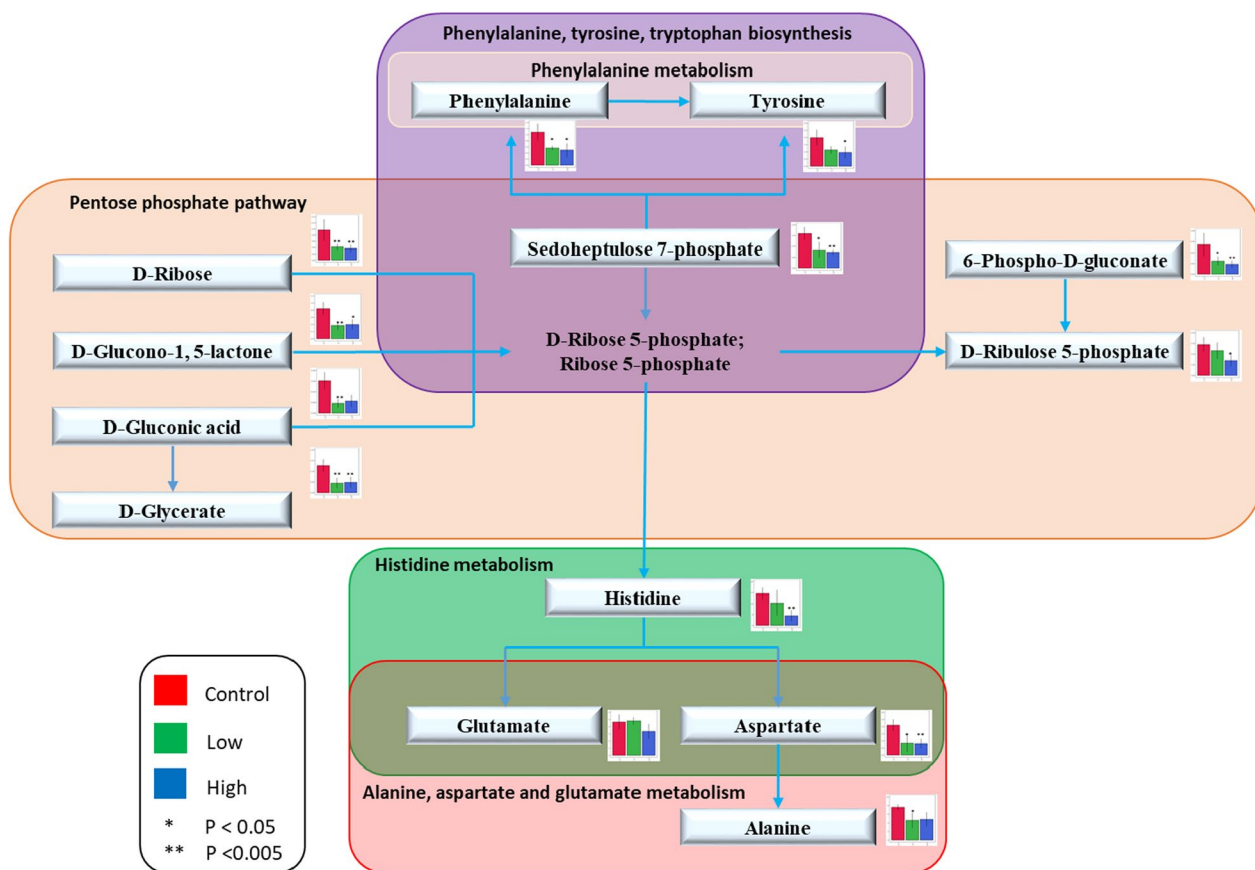 Phenylalanine, tyrosine, tryptophan biosynthesis
Phenylalanine metabolism
Phenylalanine
Tyrosine
* *
*
Pentose phosphate pathway
** **
D-Ribose
Sedoheptulose 7-phosphate
* **
6-Phospho-D-gluconate
* **
** *
D-Glucono-1, 5-lactone
D-Ribose 5-phosphate;
Ribose 5-phosphate
D-Ribulose 5-phosphate
*
**
D-Gluconic acid
** **
D-Glycerate
Histidine metabolism
Histidine
**
Glutamate
Aspartate
* **
Alanine, aspartate and glutamate metabolism
Alanine
*
Control
Low
High
* P < 0.05
** P <0.005